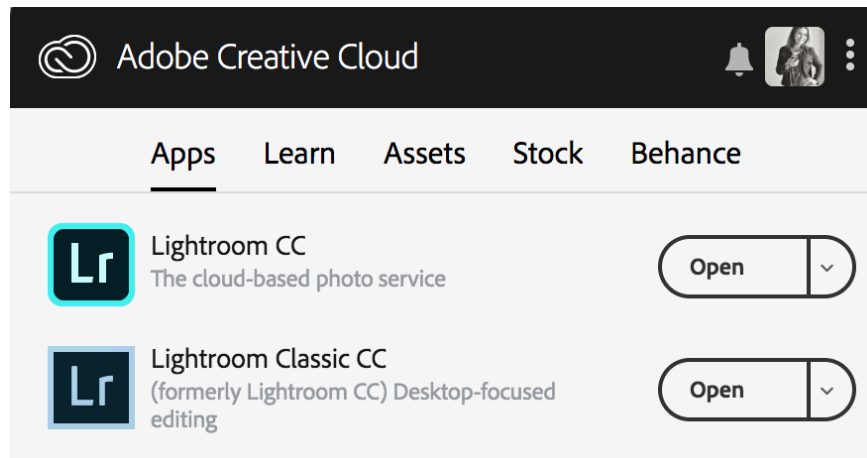 Adobe Creative Cloud
Apps Learn Assets Stock Behance
Lr
Lightroom CC
The cloud-based photo service
Open
Lr
Lightroom Classic CC
(formerly Lightroom CC) Desktop-focused
editing
Open